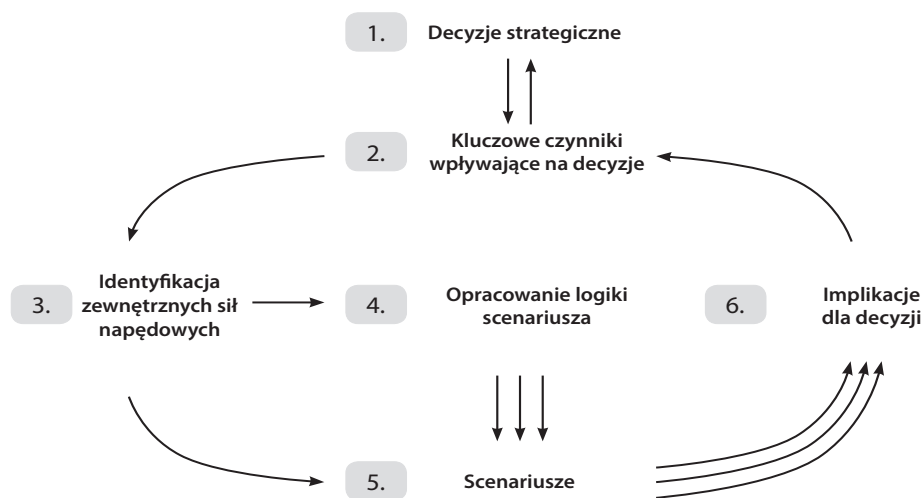 1. Decyzje strategiczne
2. Kluczowe czynniki
wpływające na decyzje
3. Identyfikacja
zewnętrznych sił
napędowych
4. Opracowanie logiki
scenariusza
6. Implikacje
dla decyzji
5. Scenariusze